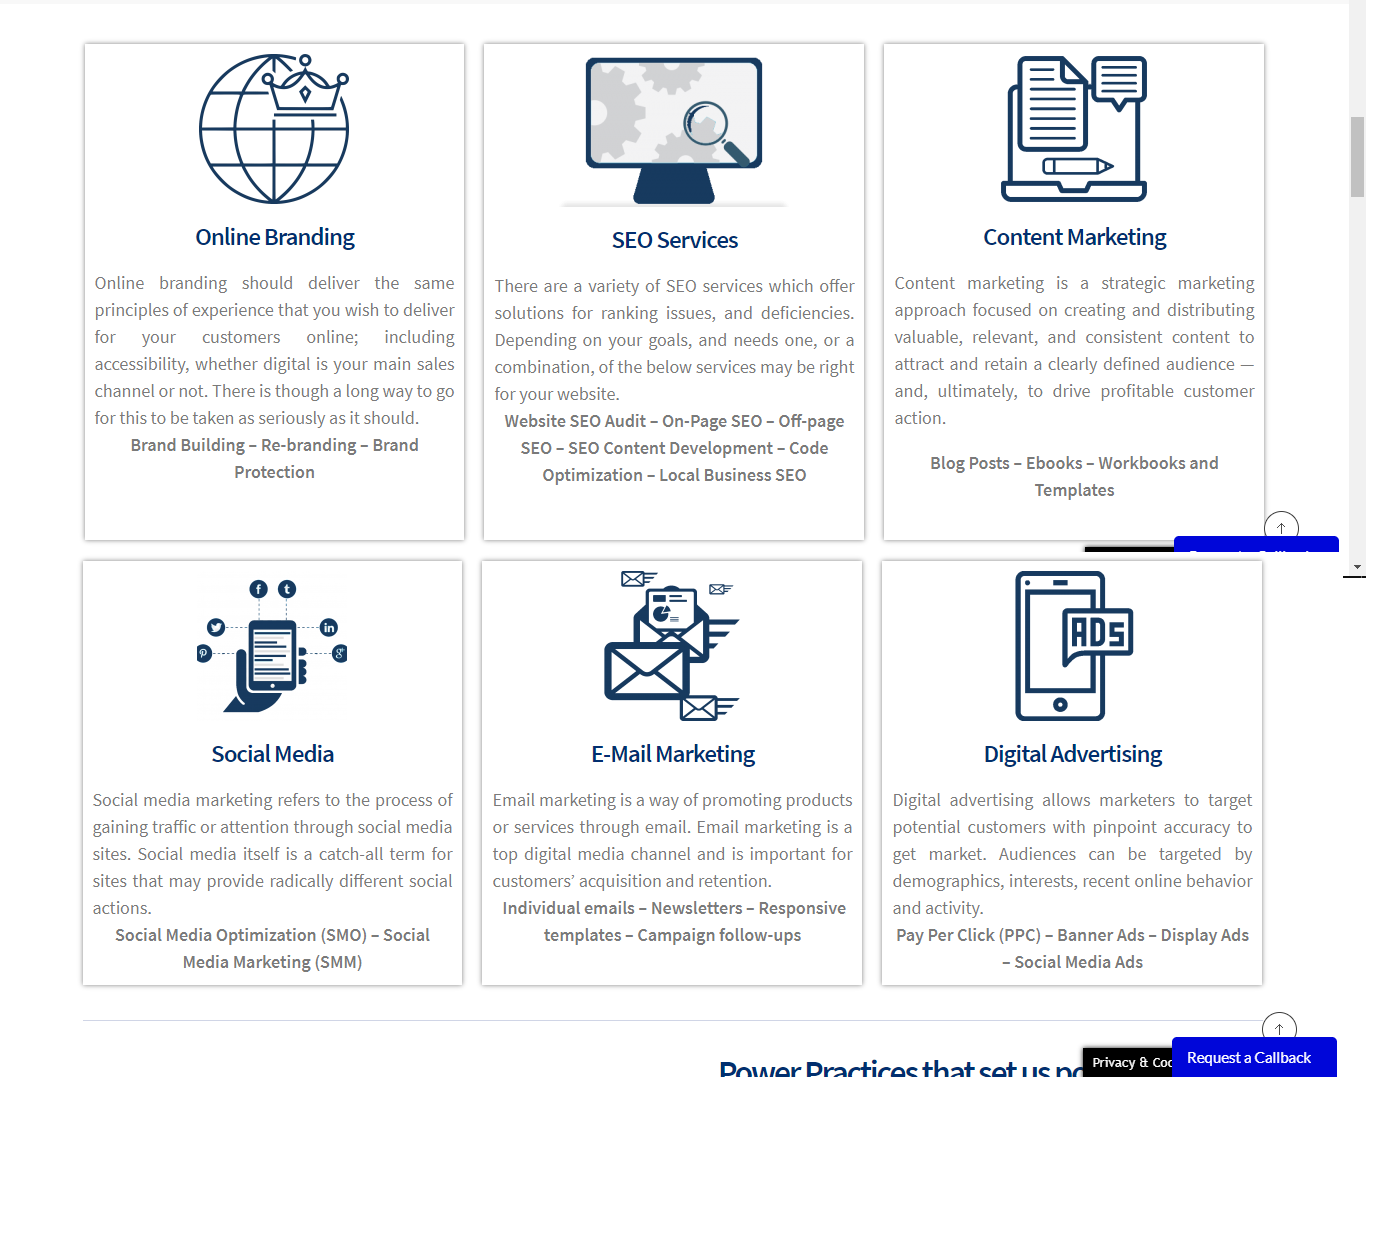 Online Branding
Online branding should deliver the same
principles of experience that you wish to deliver
for your customers online; including
accessibility, whether digital is your main sales
channel or not. There is though a long way to go
for this to be taken as seriously as it should.
Brand Building – Re-branding – Brand
Protection
SEO Services
There are a variety of SEO services which offer
solutions for ranking issues, and deficiencies.
Depending on your goals, and needs one, or a
combination, of the below services may be right
for your website.
Website SEO Audit – On-Page SEO – Off-page
SEO – SEO Content Development – Code
Optimization – Local Business SEO
Content Marketing
Content marketing is a strategic marketing
approach focused on creating and distributing
valuable, relevant, and consistent content to
attract and retain a clearly defined audience —
and, ultimately, to drive profitable customer
action.
Blog Posts – Ebooks – Workbooks and
Templates
f t
in
p g+
Social Media
Social media marketing refers to the process of
gaining traffic or attention through social media
sites. Social media itself is a catch-all term for
sites that may provide radically different social
actions.
Social Media Optimization (SMO) – Social
Media Marketing (SMM)
E-Mail Marketing
Email marketing is a way of promoting products
or services through email. Email marketing is a
top digital media channel and is important for
customers’ acquisition and retention.
Individual emails – Newsletters – Responsive
templates – Campaign follow-ups
ADS
Digital Advertising
Digital advertising allows marketers to target
potential customers with pinpoint accuracy to
get market. Audiences can be targeted by
demographics, interests, recent online behavior
and activity.
Pay Per Click (PPC) – Banner Ads – Display Ads
– Social Media Ads
Power Practices that set us
Privacy & Coo
Request a Callback